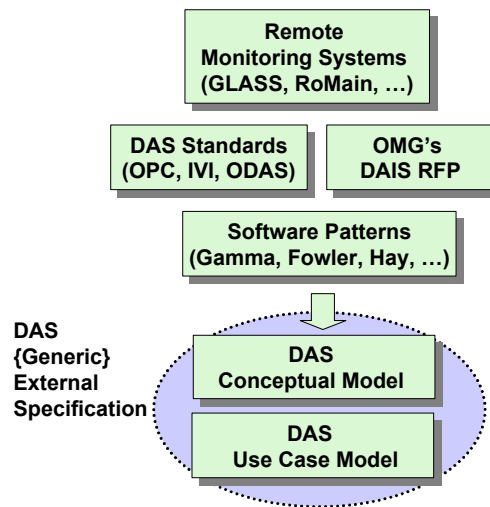 Remote
Monitoring Systems
(GLASS, RoMain, …)
DAS Standards
(OPC, IVI, ODAS)
OMG's
DAIS RFP
Software Patterns
(Gamma, Fowler, Hay, …)
DAS
{Generic}
External
Specification
DAS
Conceptual Model
DAS
Use Case Model